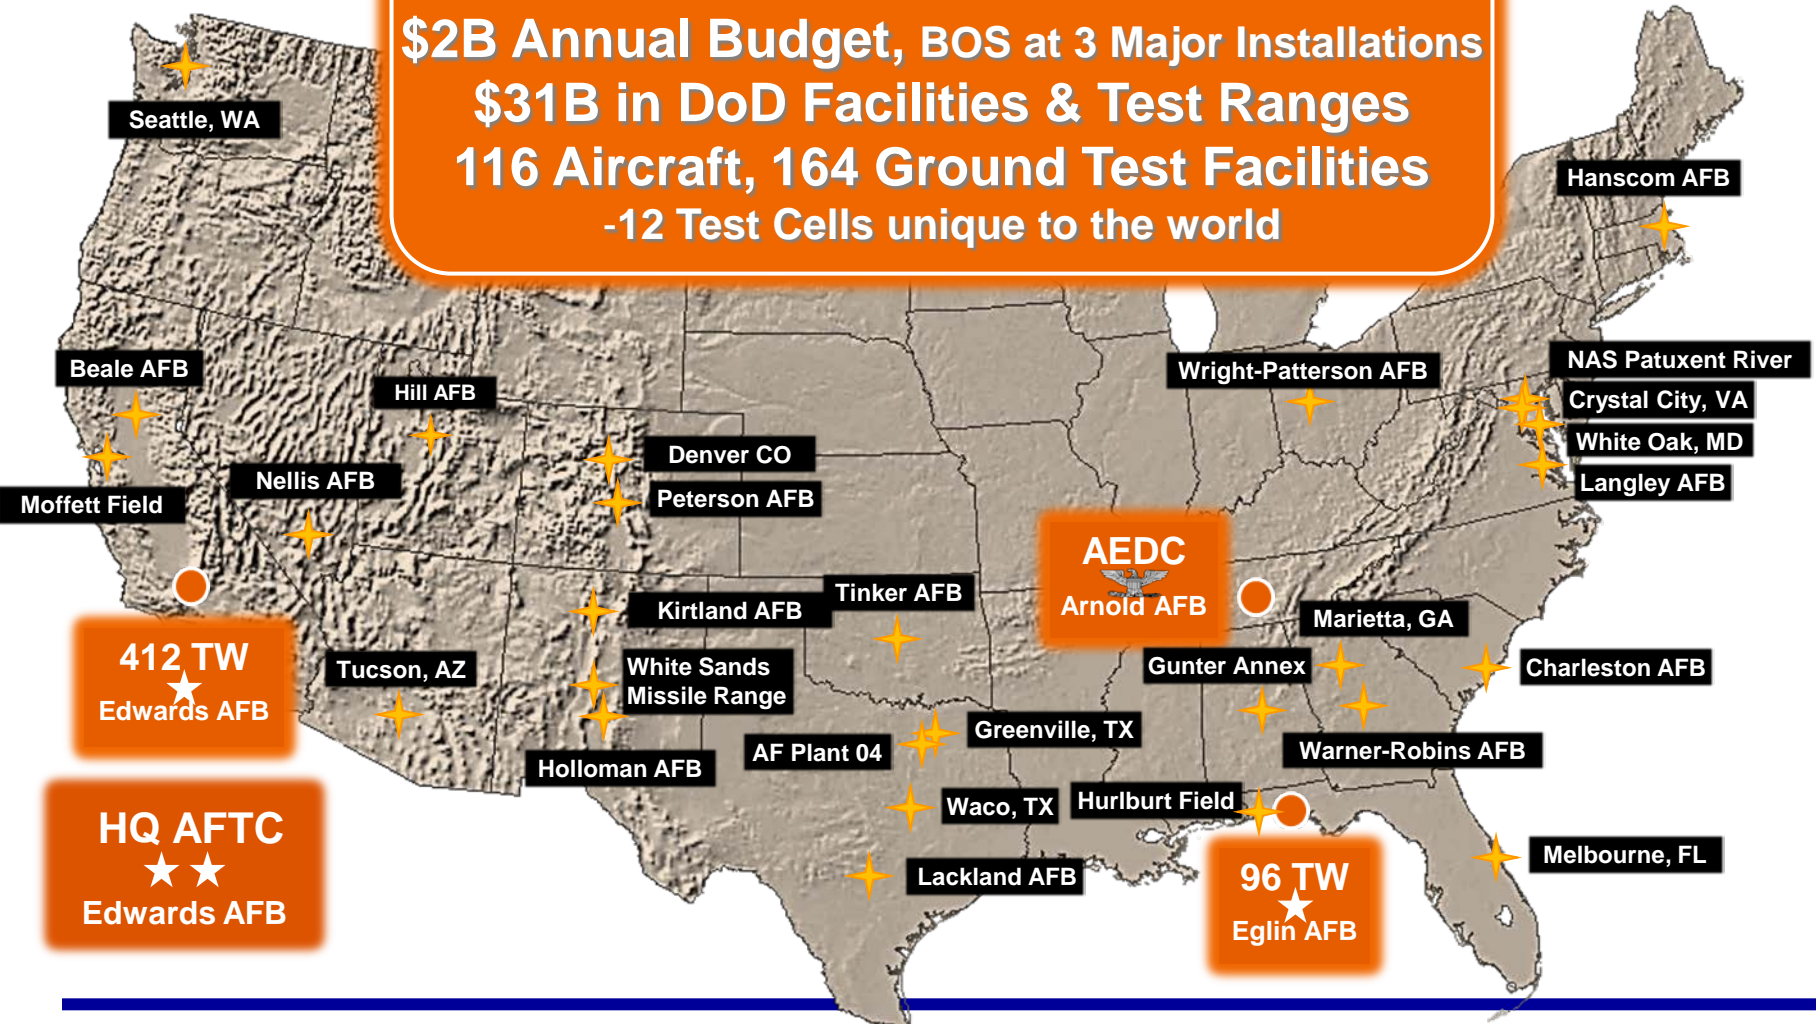 $2B Annual Budget, BOS at 3 Major Installations
$31B in DoD Facilities & Test Ranges
116 Aircraft, 164 Ground Test Facilities
-12 Test Cells unique to the world
Seattle, WA
Hanscom AFB
Beale AFB
Hill AFB
Wright-Patterson AFB
NAS Patuxent River
Crystal City, VA
White Oak, MD
Langley AFB
Denver CO
Nellis AFB
Peterson AFB
Moffett Field
AEDC
Arnold AFB
Tinker AFB
Kirtland AFB
Marietta, GA
412 TW
Edwards AFB
Tucson, AZ
White Sands
Missile Range
Gunter Annex
Charleston AFB
Greenville, TX
AF Plant 04
Warner-Robins AFB
Holloman AFB
Waco, TX
Hurlburt Field
HQ AFTC
Edwards AFB
Lackland AFB
96 TW
Eglin AFB
Melbourne, FL